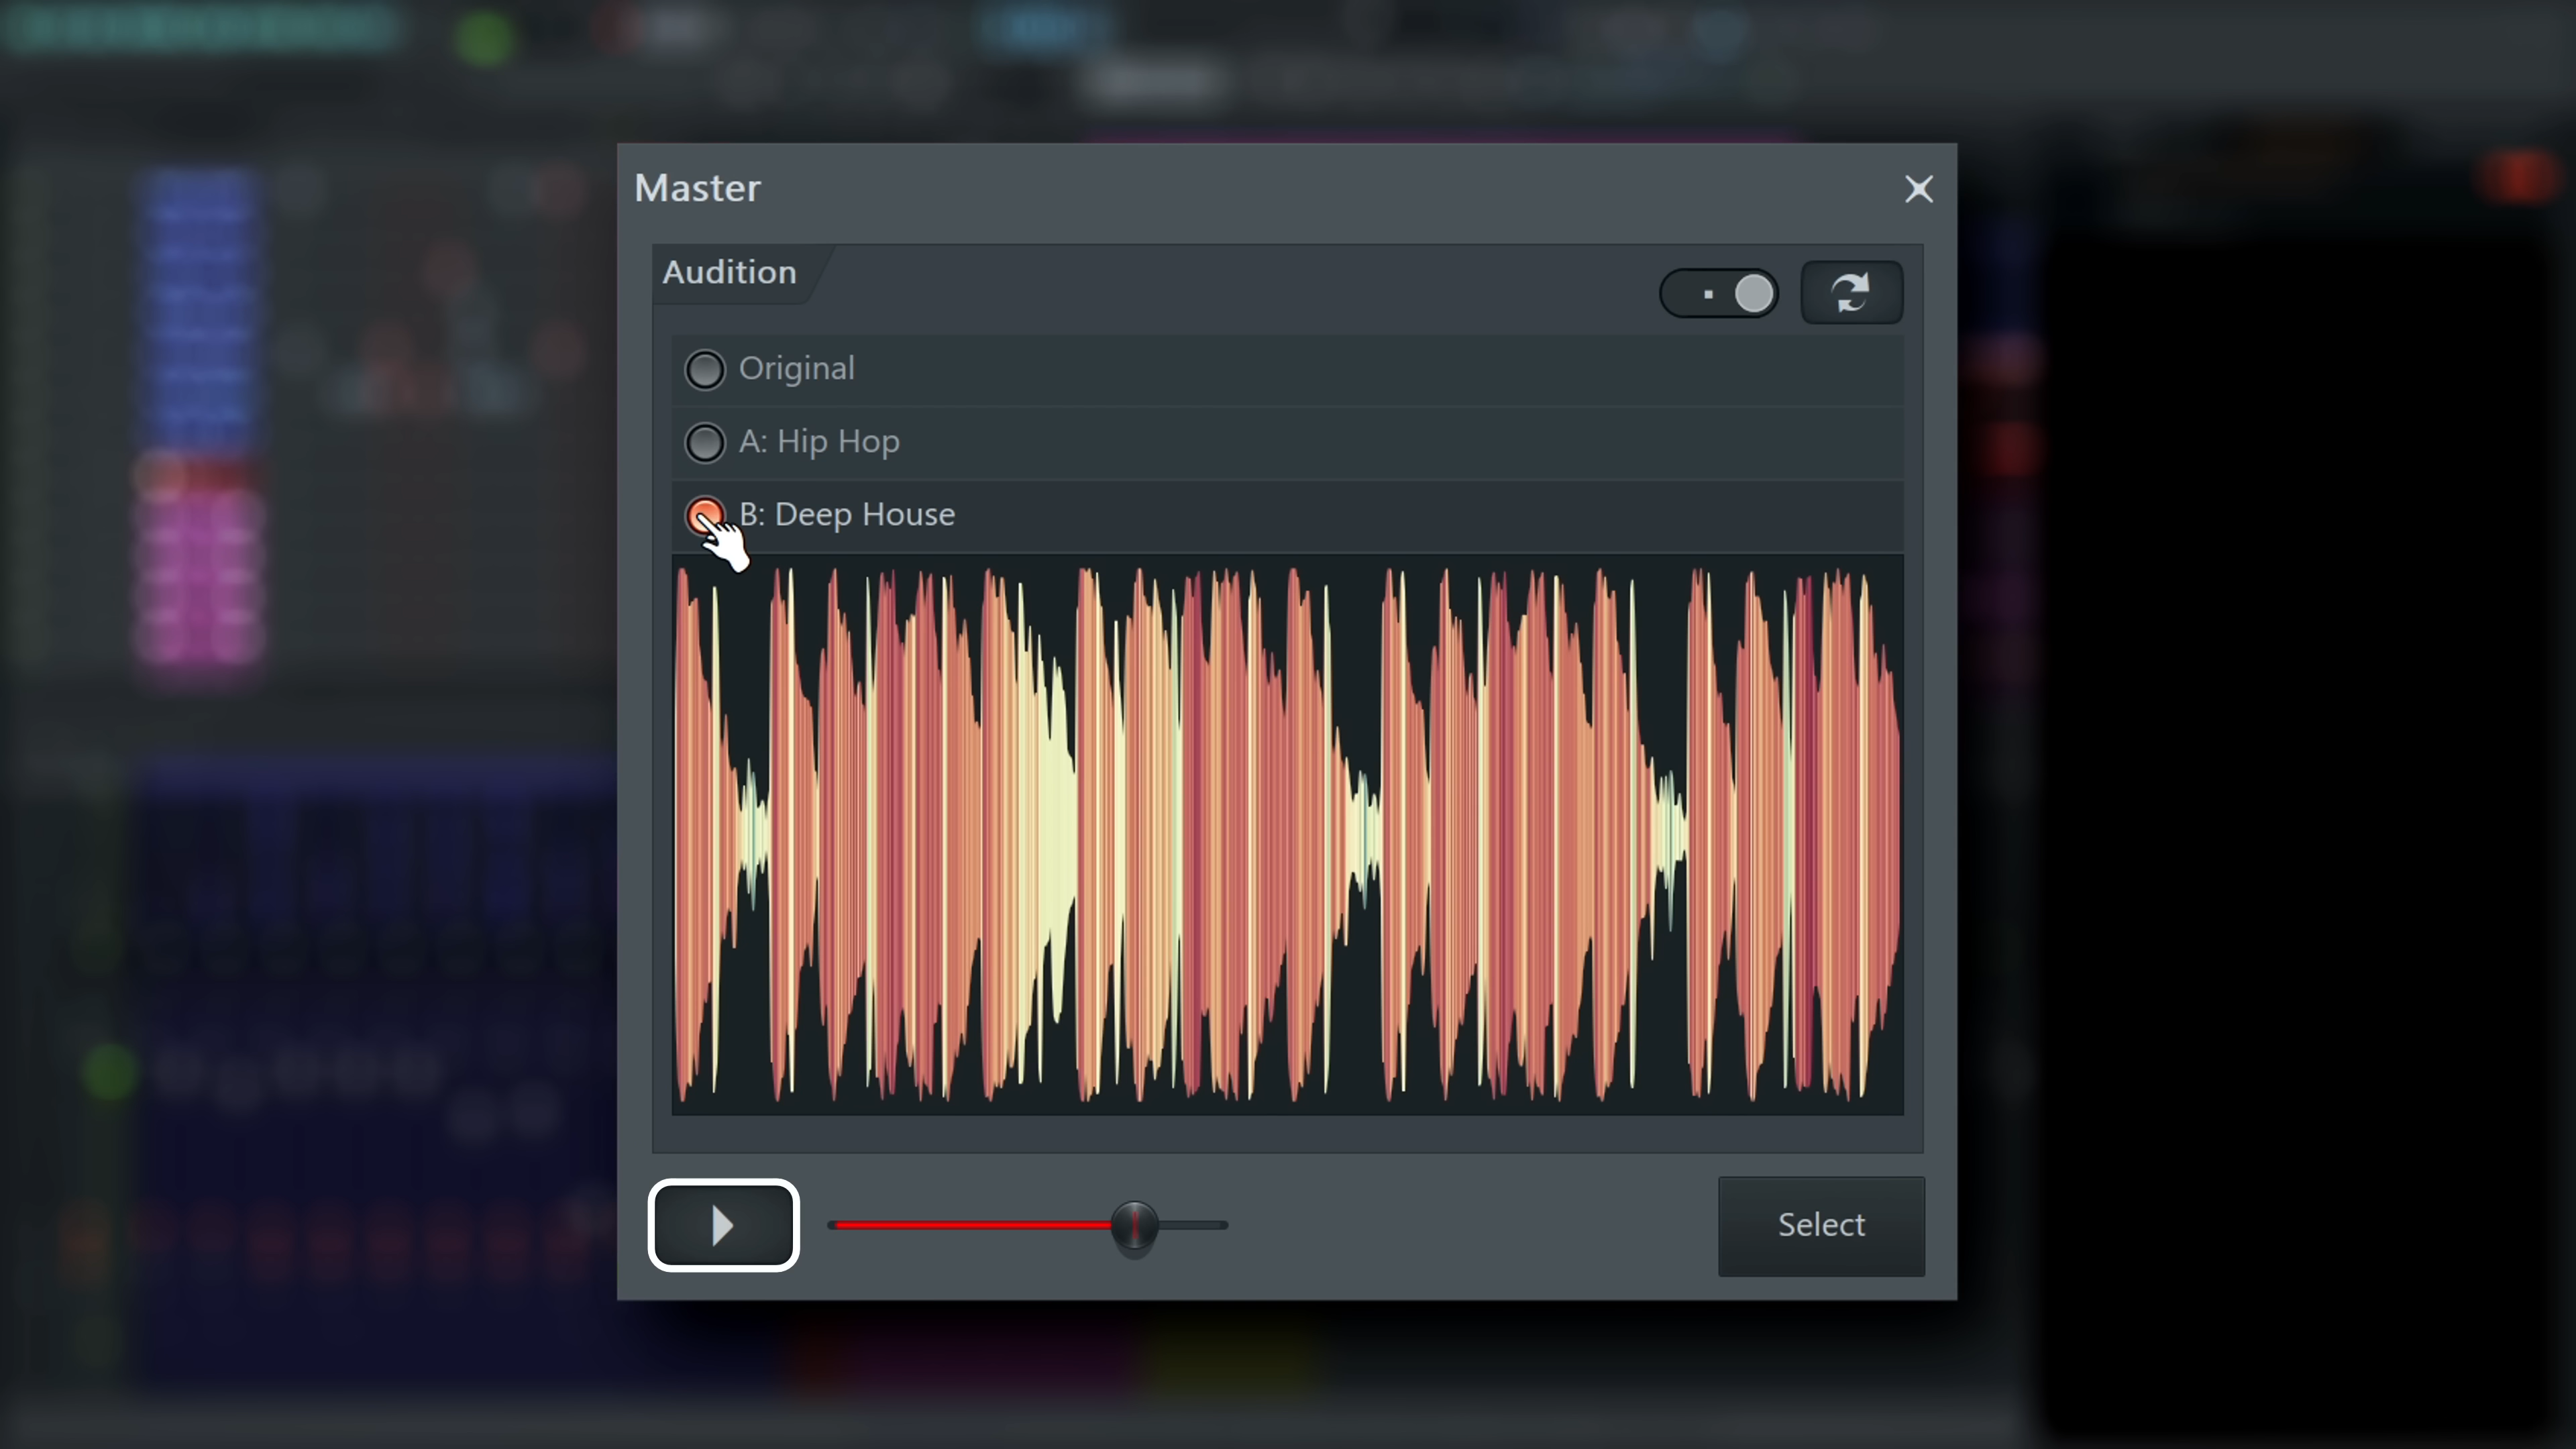 Master
Audition
Original
A: Hip Hop
B: Deep House
Select